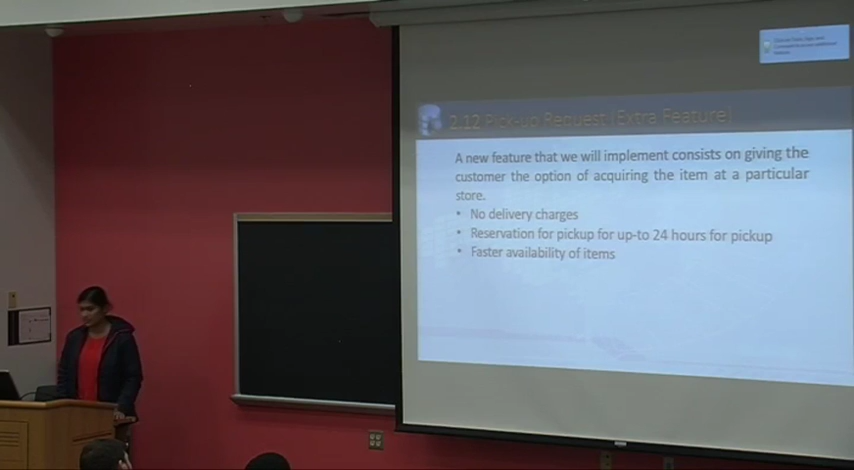 2.12 Pick-up Request (Extra Feature)
A new feature that we will implement consists on giving the
customer the option of acquiring the item at a particular
store.
• No delivery charges
• Reservation for pickup for up-to 24 hours for pickup
• Faster availability of items